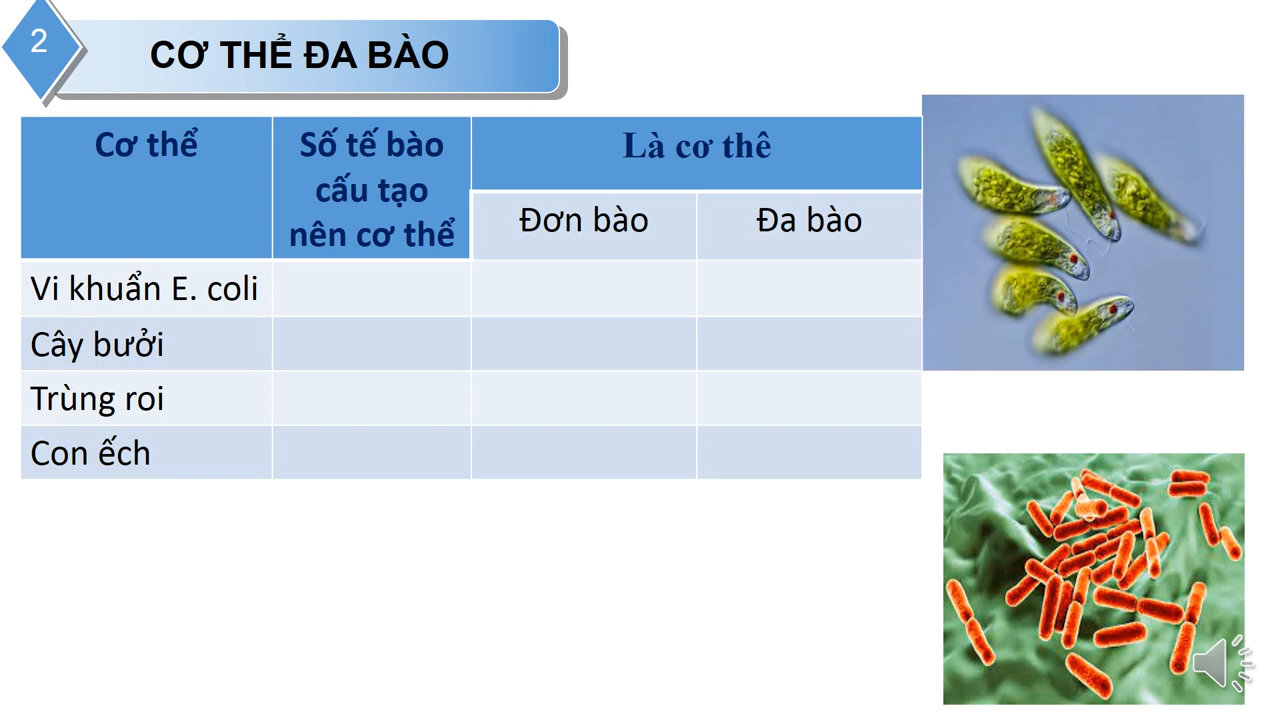 2
CƠ THỂ ĐA BÀO
Cơ thể
Số tế bào
cấu tạo
nên cơ thể
Là cơ thê
Đơn bào
Đa bào
Vi khuẩn E. coli
Cây bưởi
Trùng roi
Con ếch